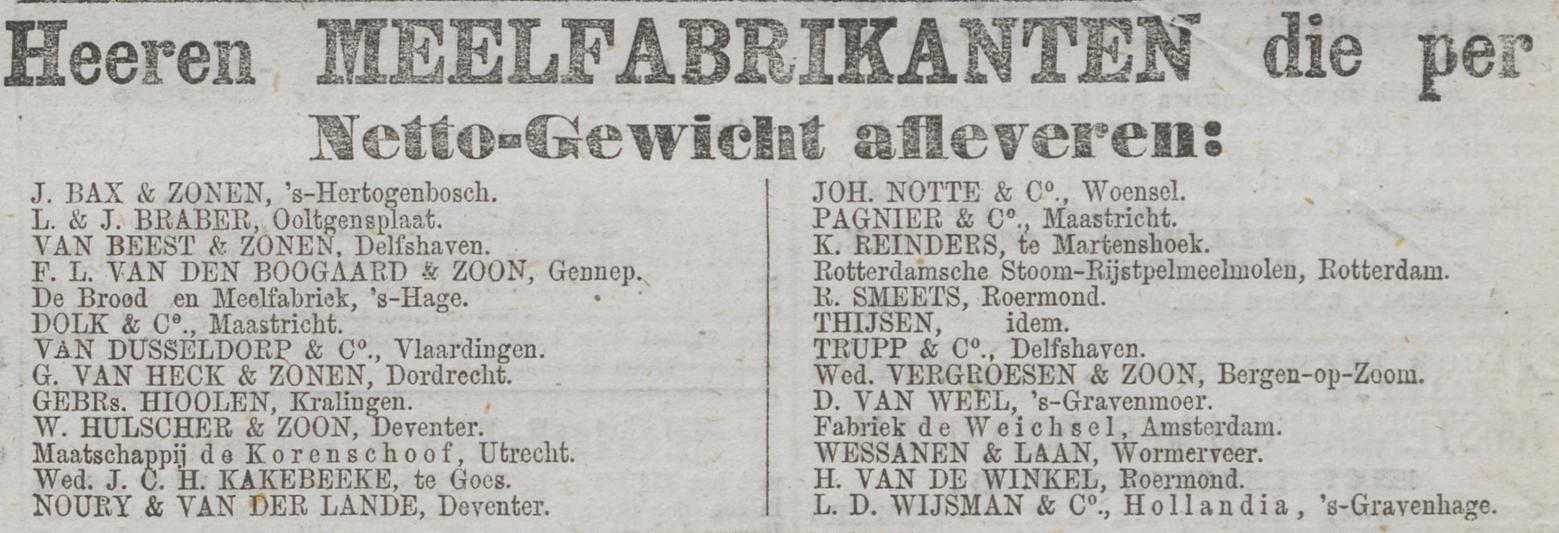 Heeren MEELFABRIKANTEN die per
Netto-Gewicht afleveren:
J. BAX & ZONEN, 's-Hertogenbosch.
L. & J. BRABER, Ooltgensplaat.
VAN BEEST & ZONEN, Delfshaven.
F. L. VAN DEN BOOGAARD & ZOON, Gennep.
De Brood en Meelfabriek, 's-Hage.
DOLK & Cº., Maastricht.
VAN DUSSELDORP & Cº., Vlaardingen.
G. VAN HECK & ZONEN, Dordrecht.
GEBRs. HIOOLEN, Kralingen.
W. HULSCHER & ZOON, Deventer.
Maatschappij de Korenschoof, Utrecht.
Wed. J. C. H. KAKEBEEKE, te Goes.
NOURY & VAN DER LANDE, Deventer.
JOH. NOTTE & Cº., Woensel.
PAGNIER & Cº., Maastricht.
K. REINDERS, te Martenshoek.
Rotterdamsche Stoom-Rijstpelmeelmolen, Rotterdam.
R. SMEETS, Roermond.
THIJSEN, idem.
TRUPP & Cº., Delfshaven.
Wed. VERGROESEN & ZOON, Bergen-op-Zoom.
D. VAN WEEL, 's-Gravenmoer.
Fabriek de Weichsel, Amsterdam.
WESSANEN & LAAN, Wormerveer.
H. VAN DE WINKEL, Roermond.
L. D. WIJSMAN & Cº., Hollandia, 's-Gravenhage.